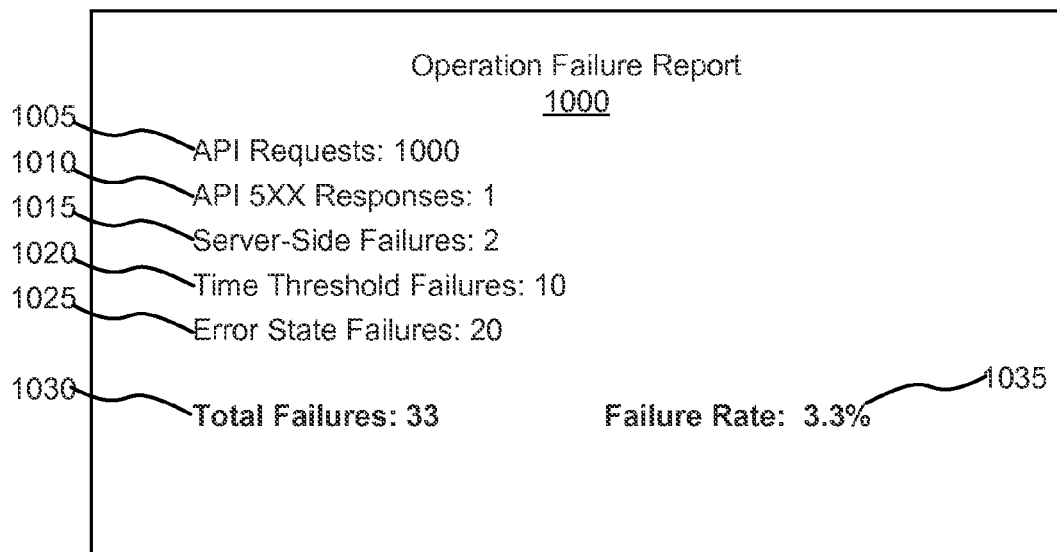 Operation Failure Report
1000
1005
API Requests: 1000
1010
API 5XX Responses: 1
1015
Server-Side Failures: 2
1020
Time Threshold Failures: 10
1025
Error State Failures: 20
1030
Total Failures: 33
Failure Rate: 3.3%
1035